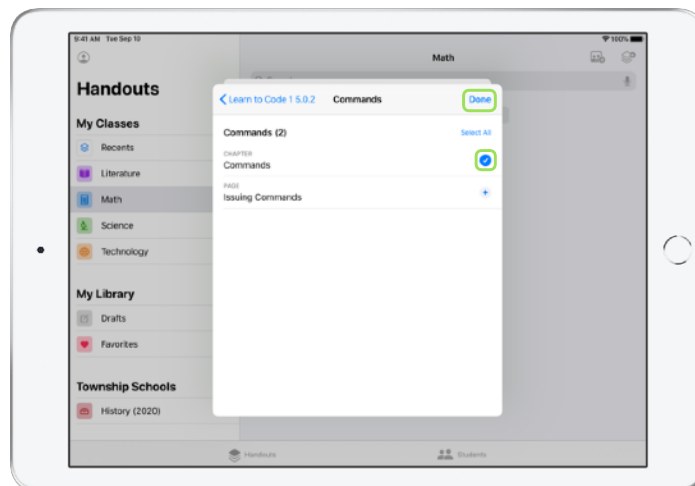 9:41 AM Tue Sep 10
100%
Math
Handouts
My Classes
Recents
Literature
Math
Science
Technology
My Library
Drafts
Favorites
Township Schools
History (2020)
Learn to Code 1 5.0.2
Commands
Done
Commands (2)
Select All
CHAPTER
Commands
PAGE
Issuing Commands
Handouts
Students